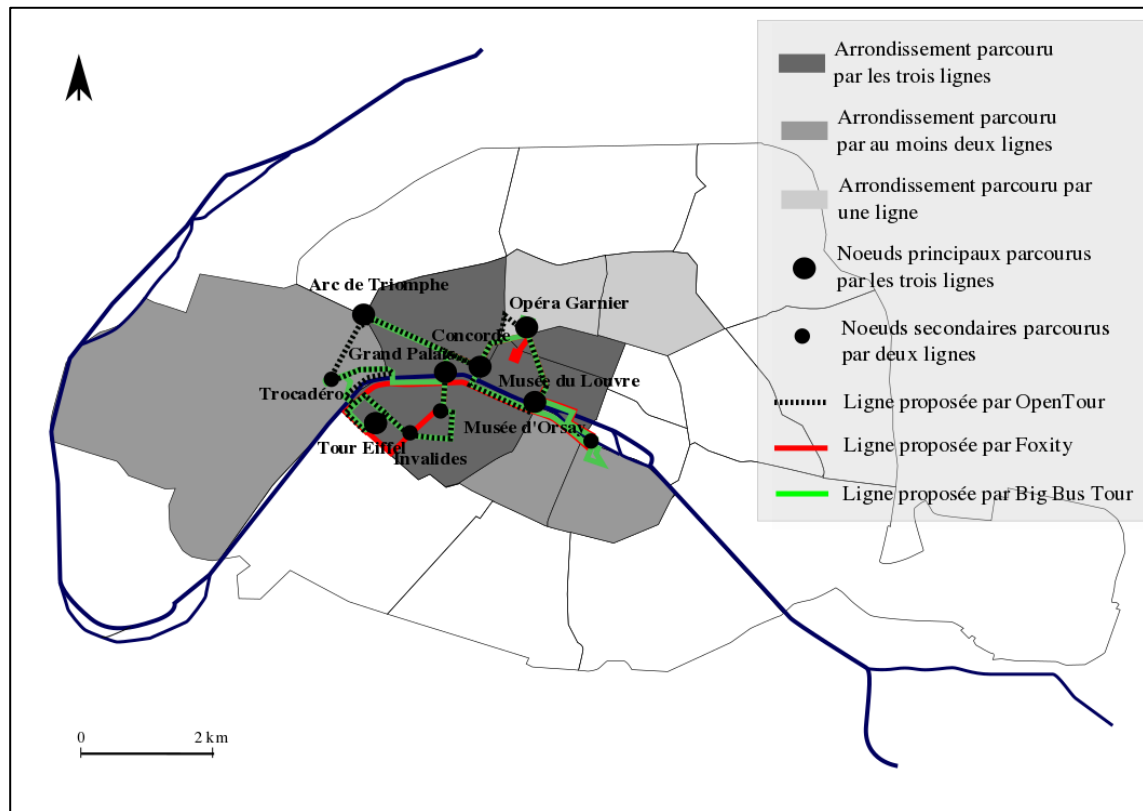 Arrondissement parcouru
par les trois lignes
Arrondissement parcouru
par au moins deux lignes
Arrondissement parcouru par
une ligne
Noeuds principaux parcourus
par les trois lignes
Noeuds secondaires parcourus
par deux lignes
Ligne proposée par OpenTour
Ligne proposée par Foxity
Ligne proposée par Big Bus Tour
Arc de Triomphe
Opéra Garnier
Concorde
Grand Palais
Trocadéro
Musée du Louvre
Musée d'Orsay
Tour Eiffel
Invalides
0 2 km